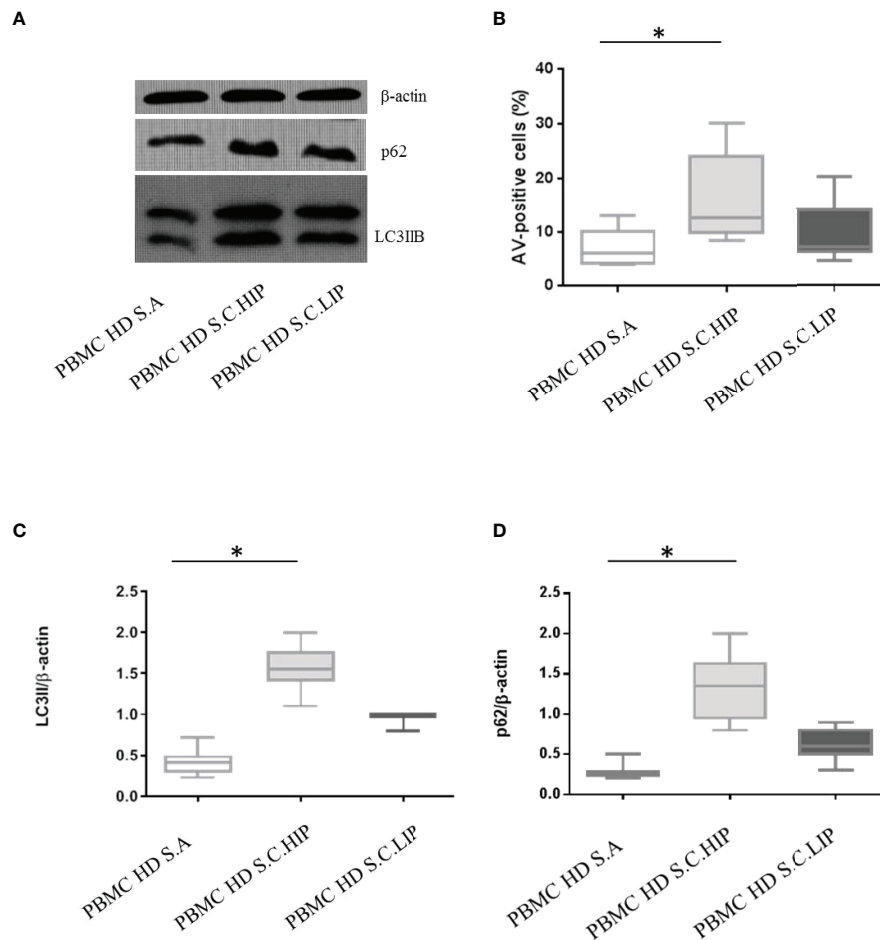 A
β-actin
p62
LC3IIB
PBMC HD S.A
PBMC HD S.C.HIP
PBMC HD S.C.LIP
B
*
AV-positive cells (%)
40
30
20
10
0
PBMC HD S.A
PBMC HD S.C.HIP
PBMC HD S.C.LIP
C
*
LC3II/β-actin
2.5
2.0
1.5
1.0
0.5
0.0
PBMC HD S.A
PBMC HD S.C.HIP
PBMC HD S.C.LIP
D
*
p62/β-actin
2.5
2.0
1.5
1.0
0.5
0.0
PBMC HD S.A
PBMC HD S.C.HIP
PBMC HD S.C.LIP